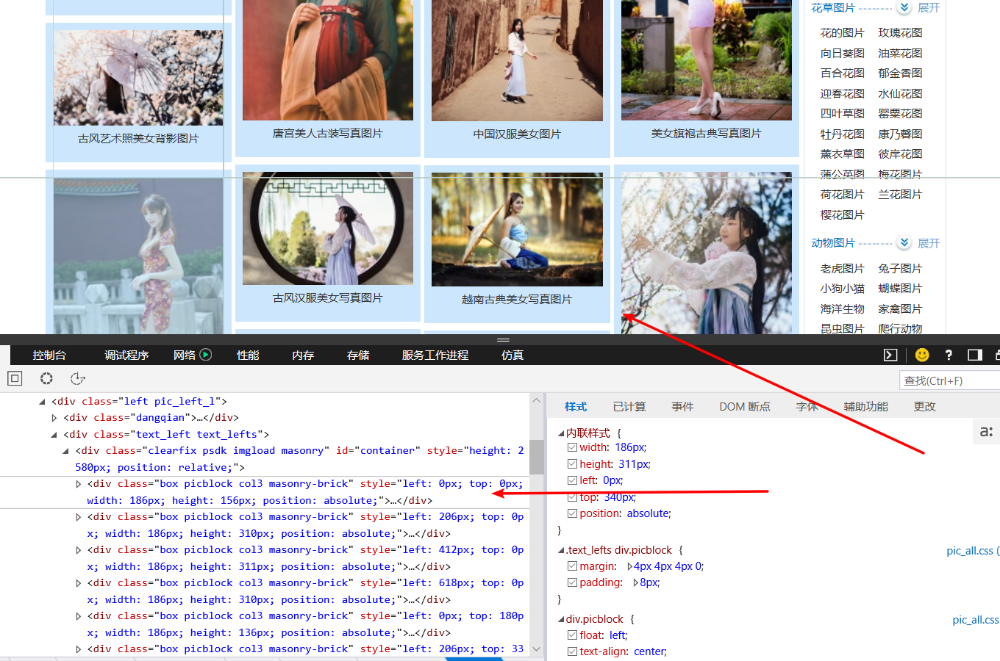 花草图片 -------- 展开
花的图片 玫瑰花图
向日葵图 油菜花图
百合花图 郁金香图
迎春花图 水仙花图
四叶草图 罂粟花图
牡丹花图 康乃馨图
薰衣草图 彼岸花图
蒲公英图 梅花图片
荷花图片 兰花图片
樱花图片
动物图片 -------- 展开
老虎图片 兔子图片
小狗小猫 蝴蝶图片
海洋生物 家禽图片
昆虫图片 爬行动物
古风艺术照美女背影图片
唐宫美人古装写真图片
中国汉服美女图片
美女旗袍古典写真图片
古风汉服美女写真图片
越南古典美女写真图片
控制台 调试程序 网络 性能 内存 存储 服务工作进程 仿真
?
查找(Ctrl+F)
<div class="left pic_left_l">
<div class="dangqian">…</div>
<div class="text_left text_lefts">
<div class="clearfix psdk imgload masonry" id="container" style="height: 2
580px; position: relative;">
<div class="box picblock col3 masonry-brick" style="left: 0px; top: 0px;
width: 186px; height: 156px; position: absolute;">…</div>
<div class="box picblock col3 masonry-brick" style="left: 206px; top: 0p
x; width: 186px; height: 310px; position: absolute;">…</div>
<div class="box picblock col3 masonry-brick" style="left: 412px; top: 0p
x; width: 186px; height: 311px; position: absolute;">…</div>
<div class="box picblock col3 masonry-brick" style="left: 618px; top: 0p
x; width: 186px; height: 310px; position: absolute;">…</div>
<div class="box picblock col3 masonry-brick" style="left: 0px; top: 180p
x; width: 186px; height: 136px; position: absolute;">…</div>
<div class="box picblock col3 masonry-brick" style="left: 206px; top: 33
样式 已计算 事件 DOM 断点 字体 辅助功能 更改
a:
内联样式 {
width: 186px;
height: 311px;
left: 0px;
top: 340px;
position: absolute;
}
.text_lefts div.picblock { pic_all.css (
margin: 4px 4px 4px 0;
padding: 8px;
}
div.picblock { pic_all.css
float: left;
text-align: center;